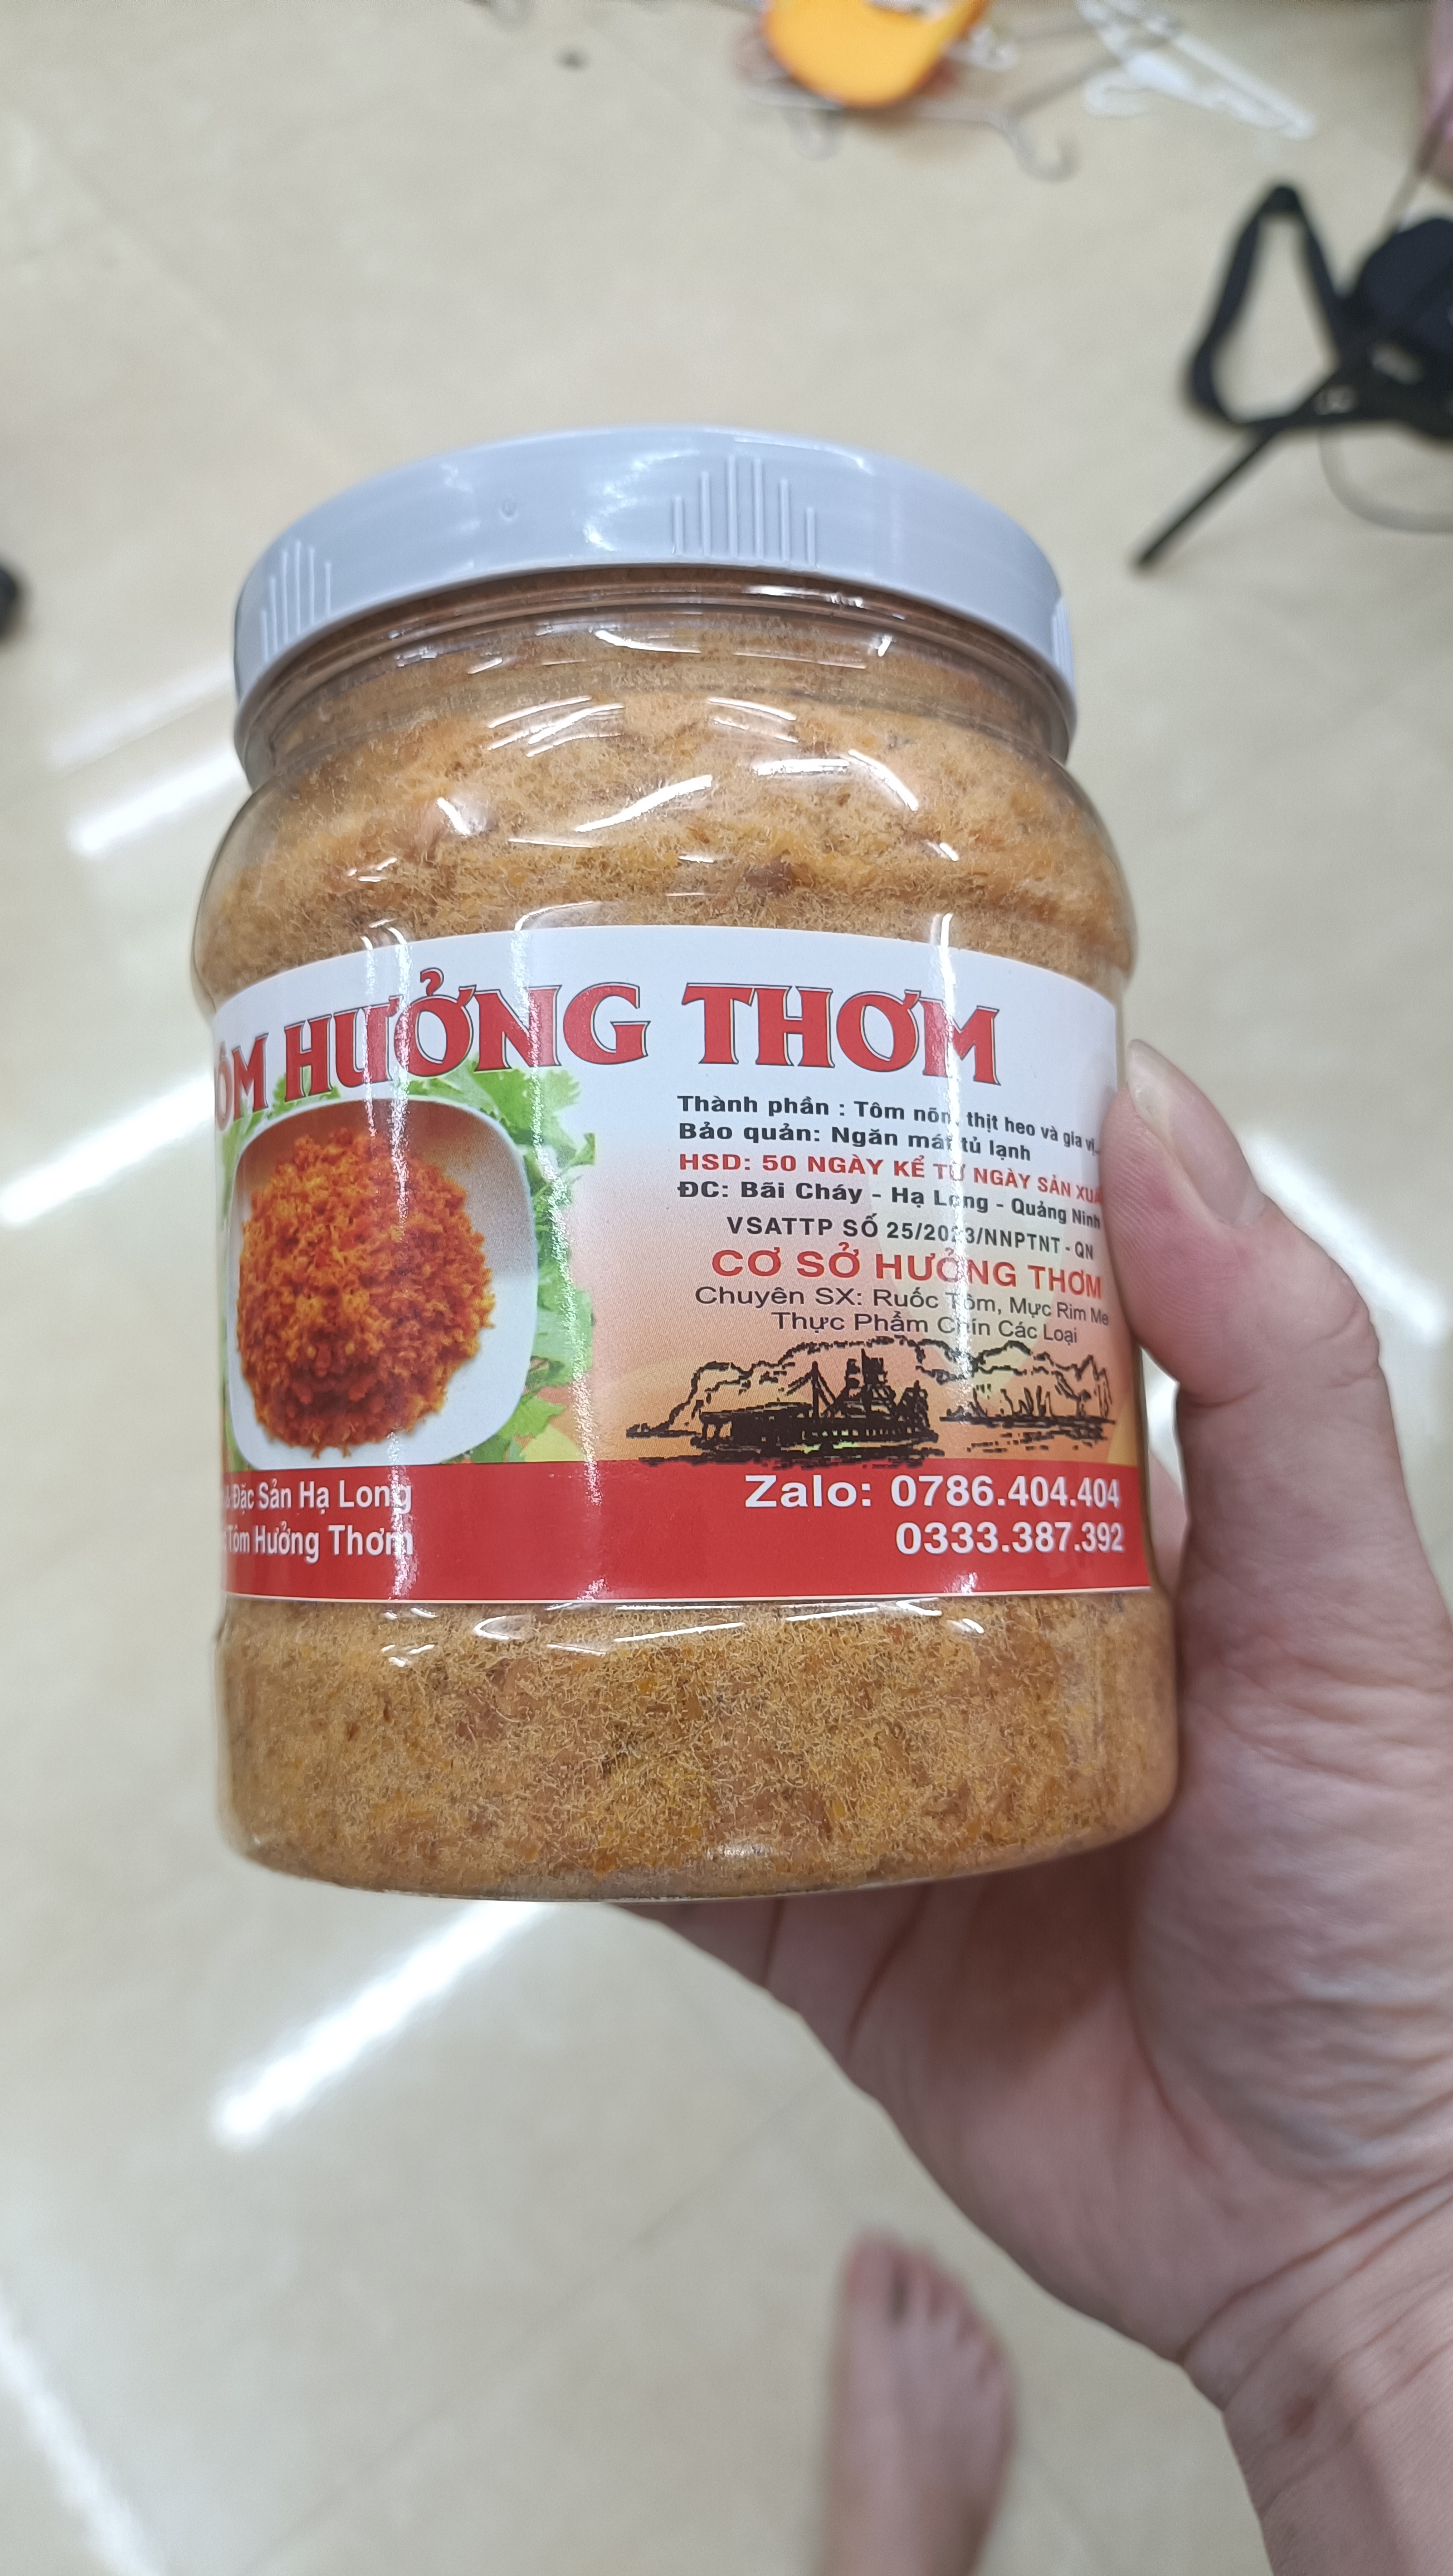 TÔM HƯỞNG THƠM
Thành phần : Tôm nõn, thịt heo và gia vị
Bảo quản: Ngăn mát tủ lạnh
HSD: 50 NGÀY KỂ TỪ NGÀY SẢN XUẤT
ĐC: Bãi Cháy - Hạ Long - Quảng Ninh
VSATTP SỐ 25/2023/NNPTNT - QN
CƠ SỞ HƯỞNG THƠM
Chuyên SX: Ruốc Tôm, Mực Rim Me
Thực Phẩm Chín Các Loại
& Đặc Sản Hạ Long
Tôm Hưởng Thơm
Zalo: 0786.404.404
0333.387.392